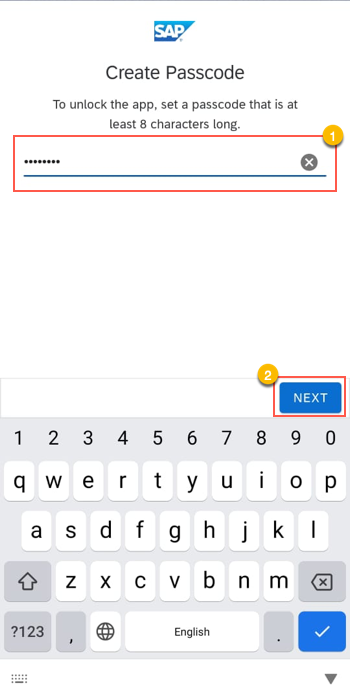 SAP
Create Passcode
To unlock the app, set a passcode that is at
least 8 characters long.
1
••••••••
2
NEXT
1 2 3 4 5 6 7 8 9 0
q w e r t y u i o p
a s d f g h j k l
z x c v b n m
?123 , English .